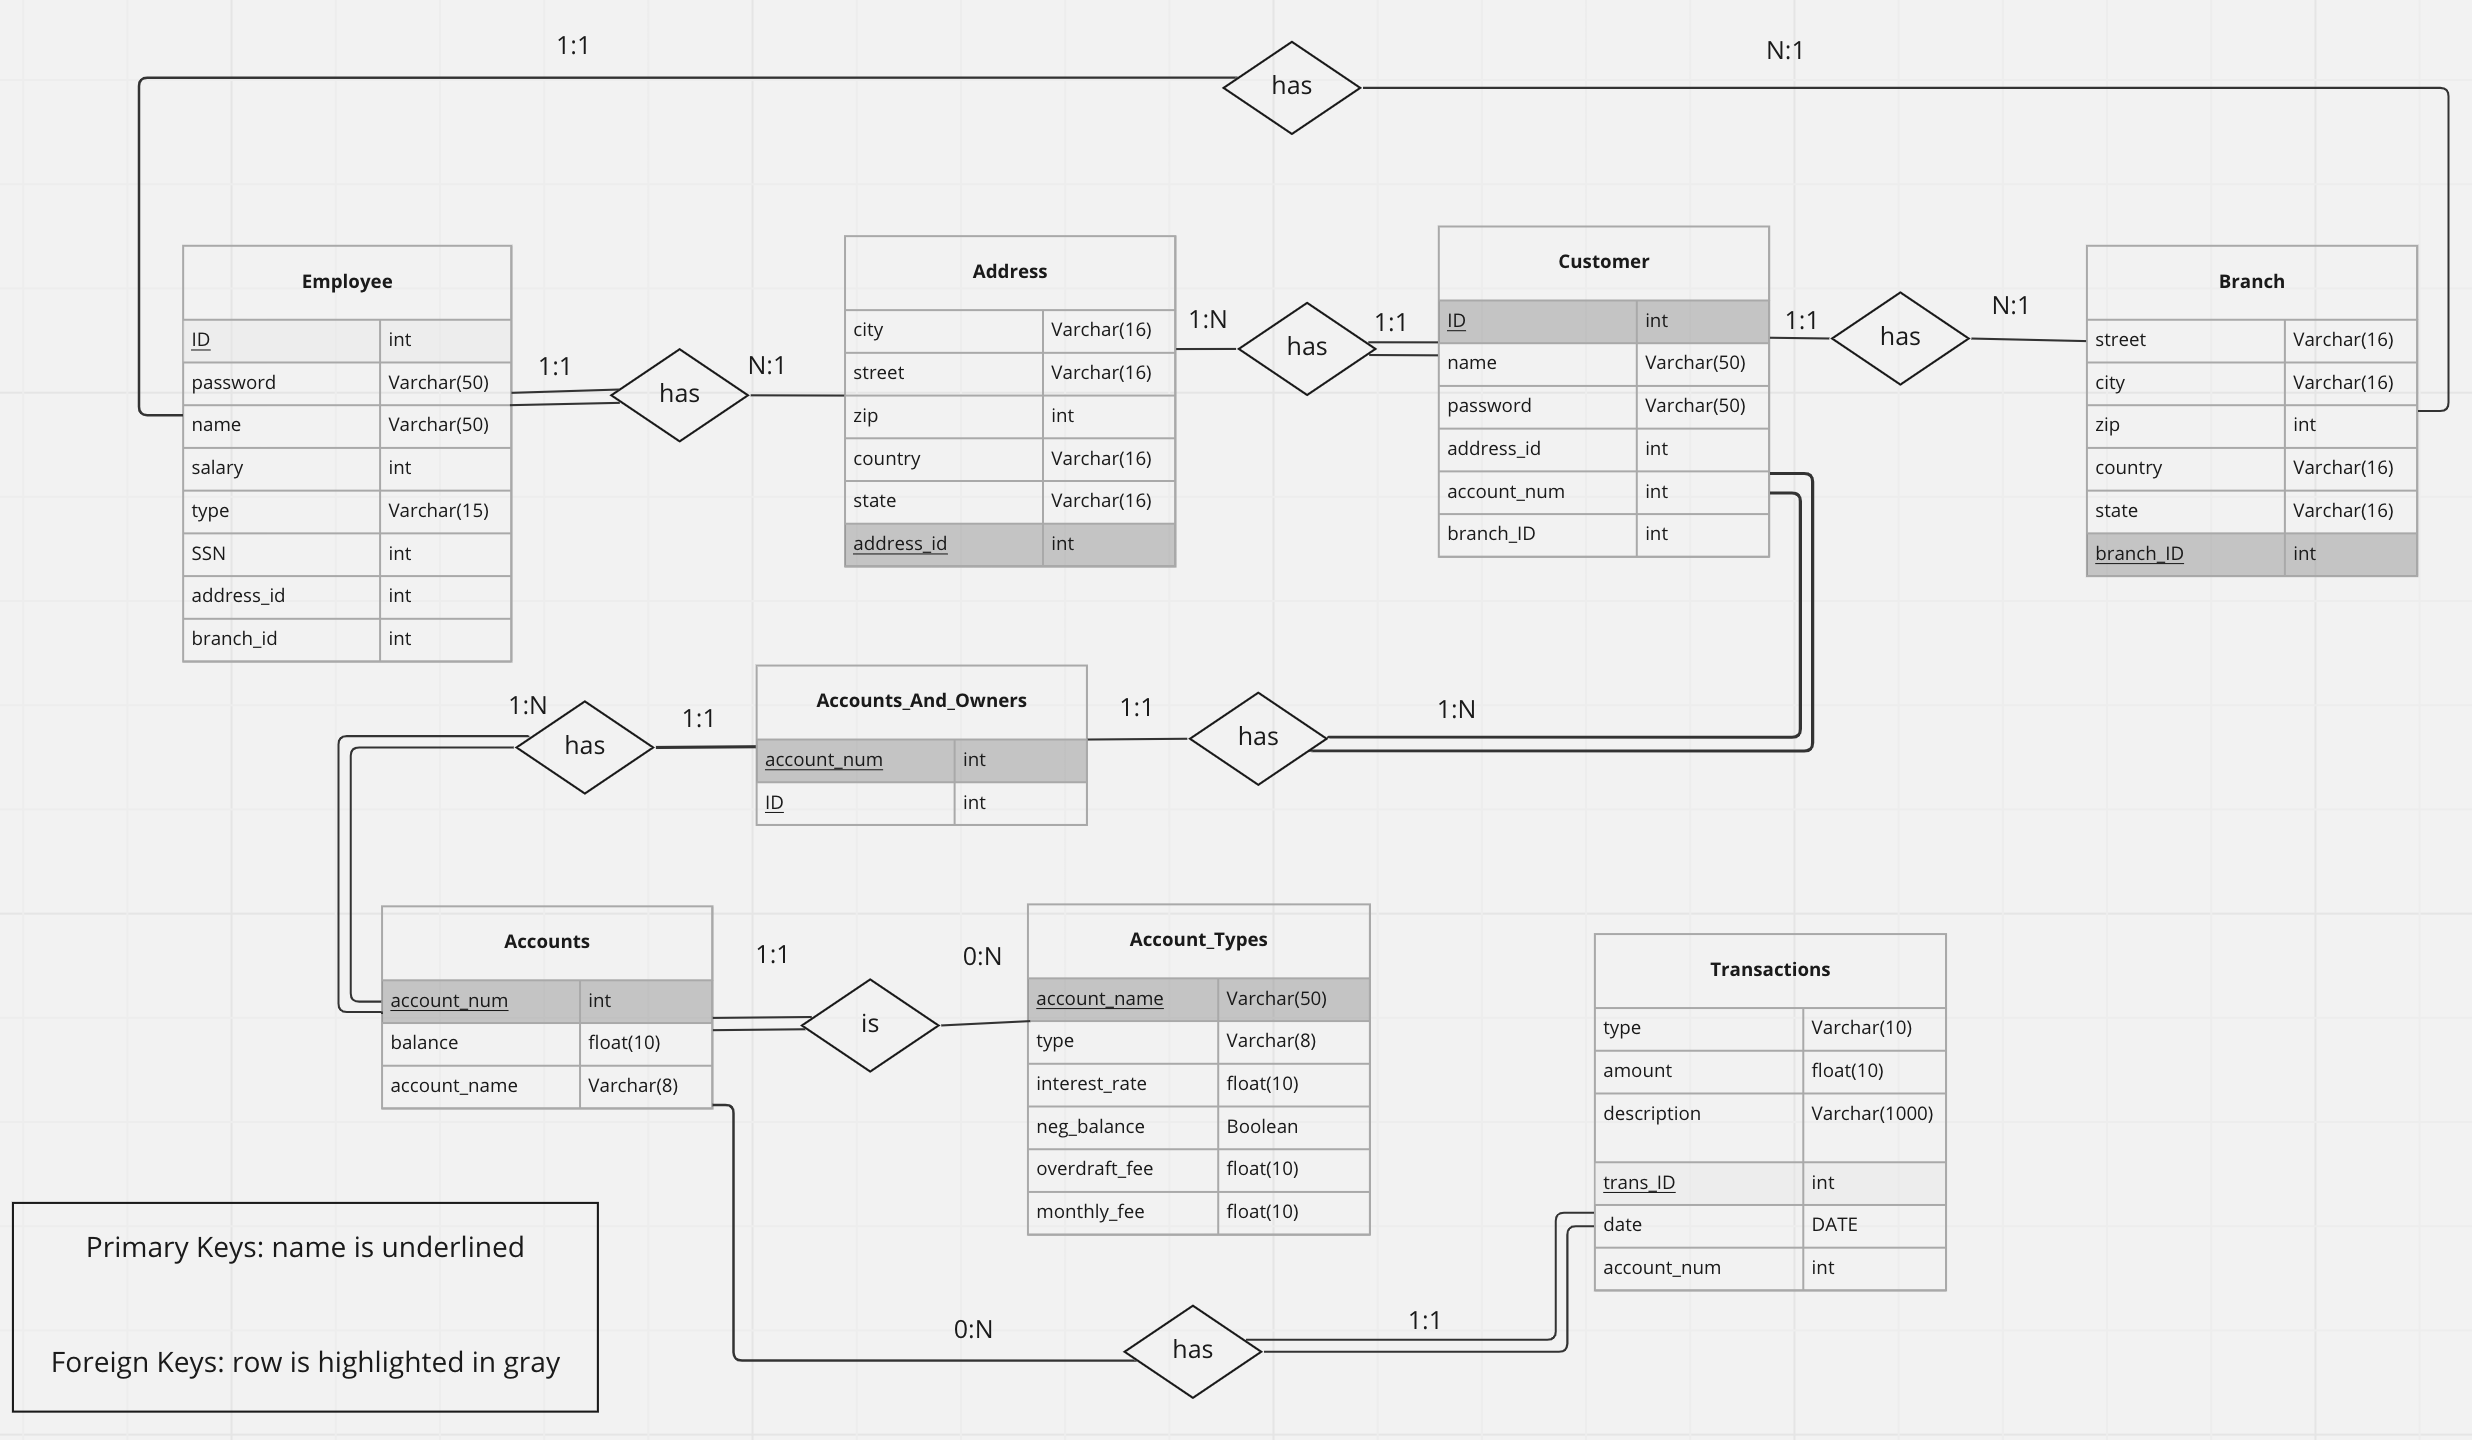 1:1
has
N:1
Employee
ID int
password Varchar(50)
name Varchar(50)
salary int
type Varchar(15)
SSN int
address_id int
branch_id int
1:1
has
N:1
Address
city Varchar(16)
street Varchar(16)
zip int
country Varchar(16)
state Varchar(16)
address_id int
1:N
has
1:1
Customer
ID int
name Varchar(50)
password Varchar(50)
address_id int
account_num int
branch_ID int
1:1
has
N:1
Branch
street Varchar(16)
city Varchar(16)
zip int
country Varchar(16)
state Varchar(16)
branch_ID int
1:N
has
1:1
Accounts_And_Owners
account_num int
ID int
1:1
has
1:N
Accounts
account_num int
balance float(10)
account_name Varchar(8)
1:1
is
0:N
Account_Types
account_name Varchar(50)
type Varchar(8)
interest_rate float(10)
neg_balance Boolean
overdraft_fee float(10)
monthly_fee float(10)
Transactions
type Varchar(10)
amount float(10)
description Varchar(1000)
trans_ID int
date DATE
account_num int
0:N
has
1:1
Primary Keys: name is underlined
Foreign Keys: row is highlighted in gray